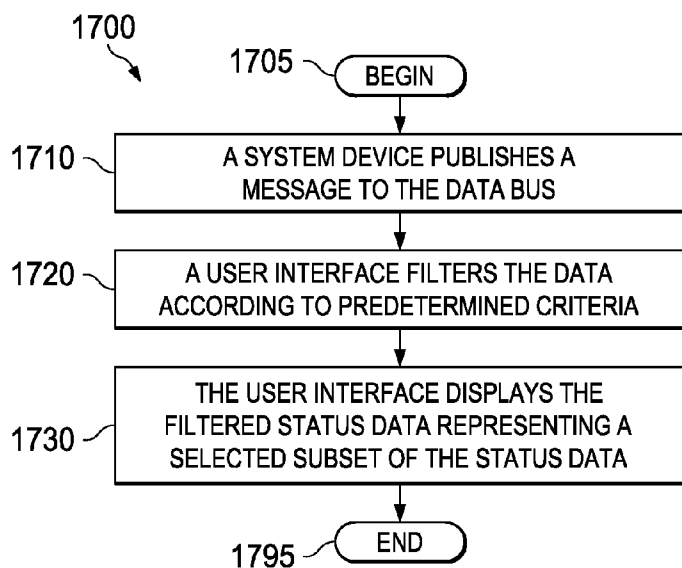 1700
1705
BEGIN
1710
A SYSTEM DEVICE PUBLISHES A
MESSAGE TO THE DATA BUS
1720
A USER INTERFACE FILTERS THE DATA
ACCORDING TO PREDETERMINED CRITERIA
1730
THE USER INTERFACE DISPLAYS THE
FILTERED STATUS DATA REPRESENTING A
SELECTED SUBSET OF THE STATUS DATA
1795
END